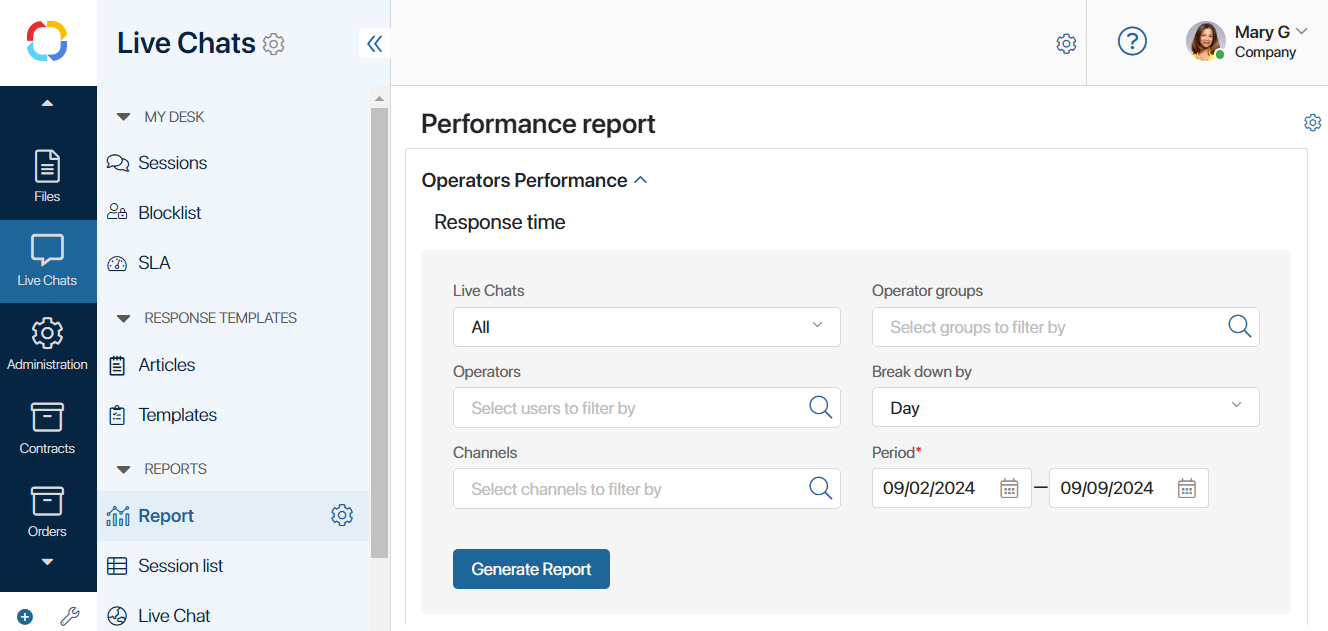 Live Chats
?
Mary G
Company
Files
Live Chats
Administration
Contracts
Orders
MY DESK
Sessions
Blocklist
SLA
RESPONSE TEMPLATES
Articles
Templates
REPORTS
Report
Session list
Live Chat
Performance report
Operators Performance
Response time
Live Chats
All
Operator groups
Select groups to filter by
Operators
Select users to filter by
Break down by
Day
Channels
Select channels to filter by
Period*
09/02/2024 — 09/09/2024
Generate Report